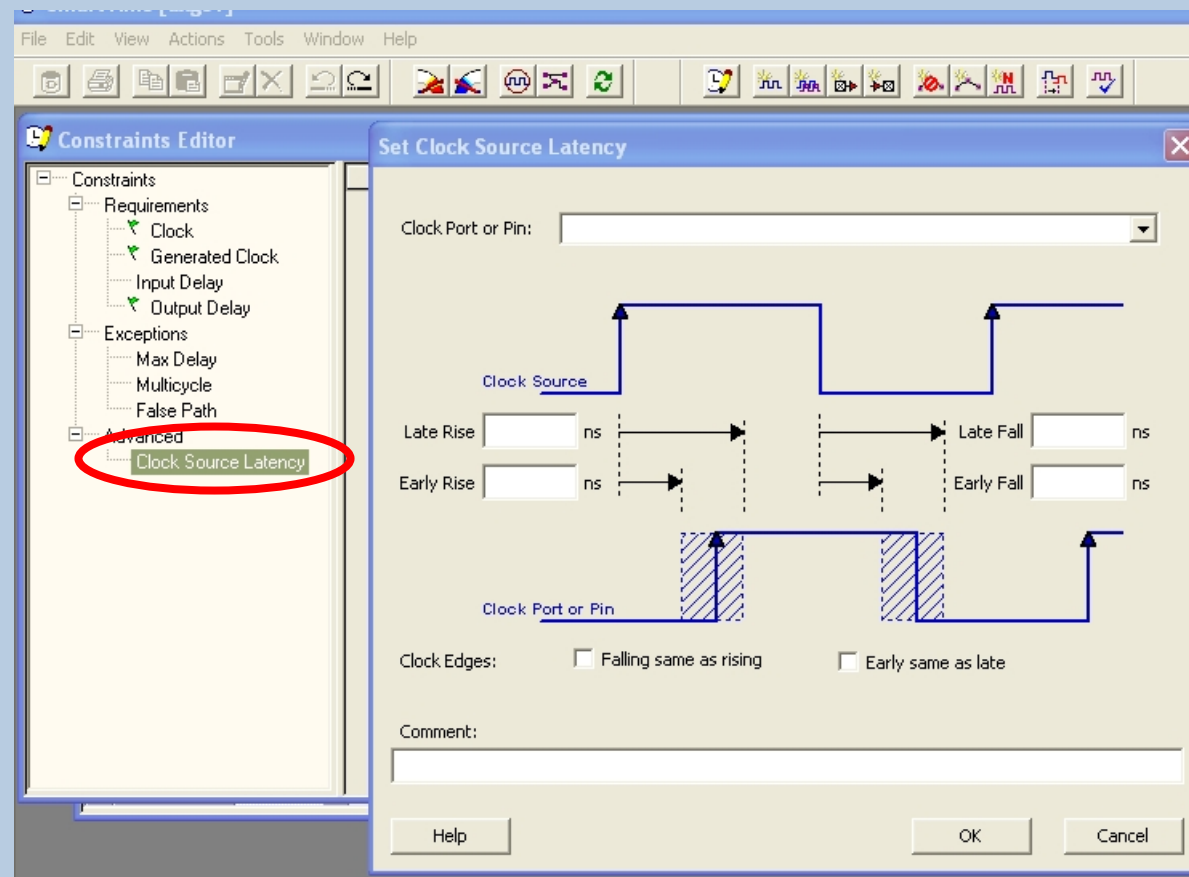 File Edit View Actions Tools Window Help
Constraints Editor
Constraints
Requirements
Clock
Generated Clock
Input Delay
Output Delay
Exceptions
Max Delay
Multicycle
False Path
Advanced
Clock Source Latency
Set Clock Source Latency
Clock Port or Pin:
Clock Source
Late Rise ns Late Fall ns
Early Rise ns Early Fall ns
Clock Port or Pin
Clock Edges: Falling same as rising Early same as late
Comment:
Help OK Cancel